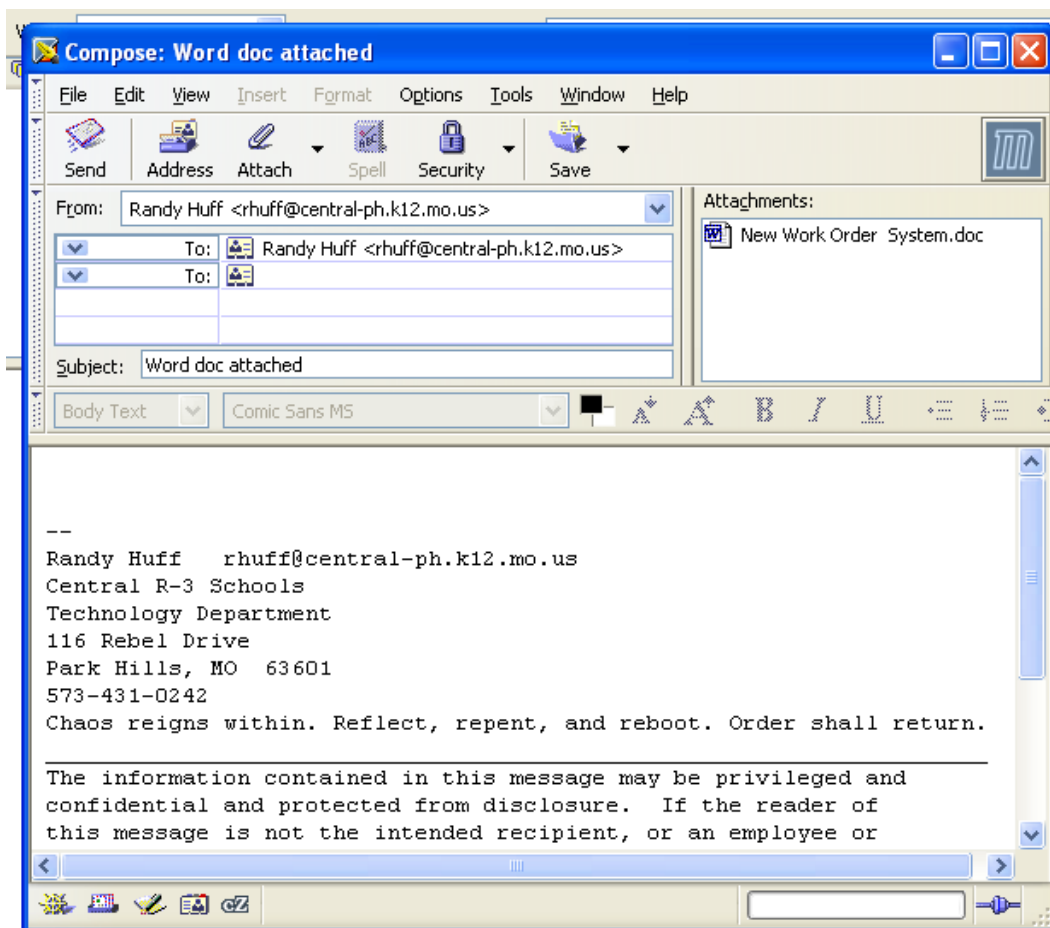 Compose: Word doc attached
File Edit View Insert Format Options Tools Window Help
Send Address Attach Spell Security Save
From: Randy Huff <rhuff@central-ph.k12.mo.us>
Attachments:
To: Randy Huff <rhuff@central-ph.k12.mo.us>
New Work Order  System.doc
To:
Subject: Word doc attached
Body Text Comic Sans MS
--
Randy Huff   rhuff@central-ph.k12.mo.us
Central R-3 Schools
Technology Department
116 Rebel Drive
Park Hills, MO  63601
573-431-0242
Chaos reigns within. Reflect, repent, and reboot. Order shall return.
The information contained in this message may be privileged and
confidential and protected from disclosure.  If the reader of
this message is not the intended recipient, or an employee or